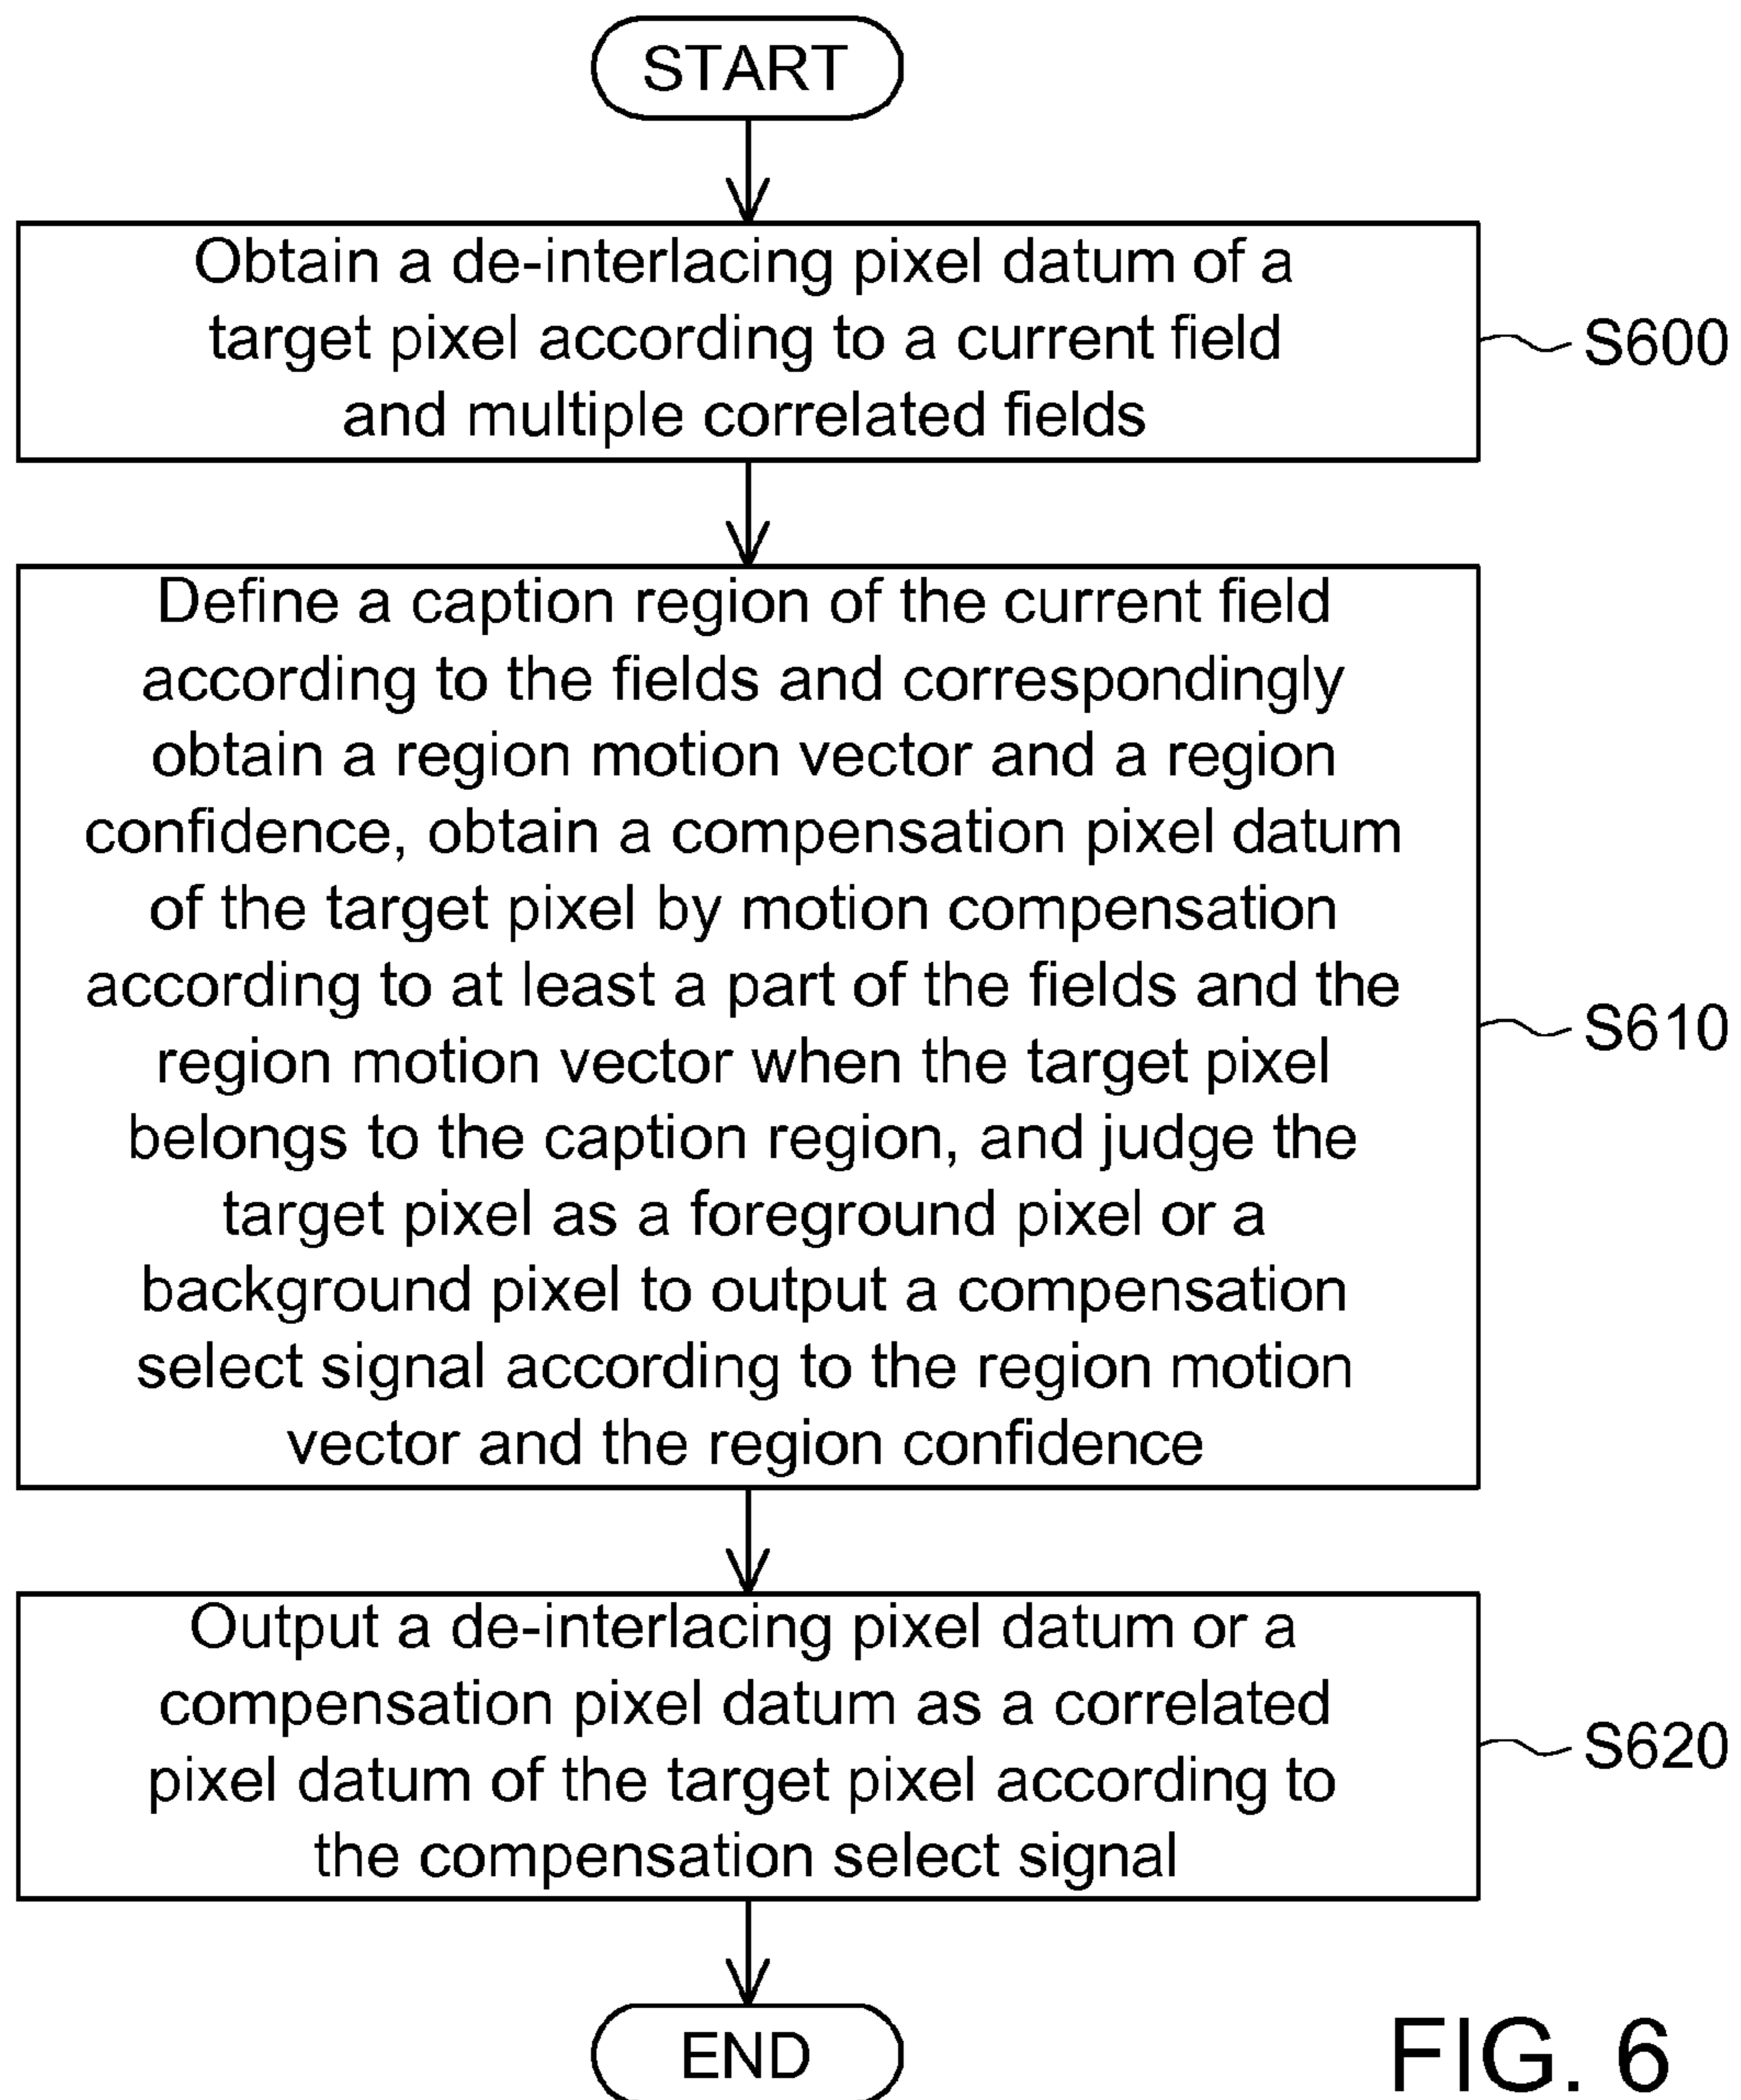 START
Obtain a de-interlacing pixel datum of a
target pixel according to a current field
and multiple correlated fields
S600
Define a caption region of the current field
according to the fields and correspondingly
obtain a region motion vector and a region
confidence, obtain a compensation pixel datum
of the target pixel by motion compensation
according to at least a part of the fields and the
region motion vector when the target pixel
belongs to the caption region, and judge the
target pixel as a foreground pixel or a
background pixel to output a compensation
select signal according to the region motion
vector and the region confidence
S610
Output a de-interlacing pixel datum or a
compensation pixel datum as a correlated
pixel datum of the target pixel according to
the compensation select signal
S620
END
FIG. 6